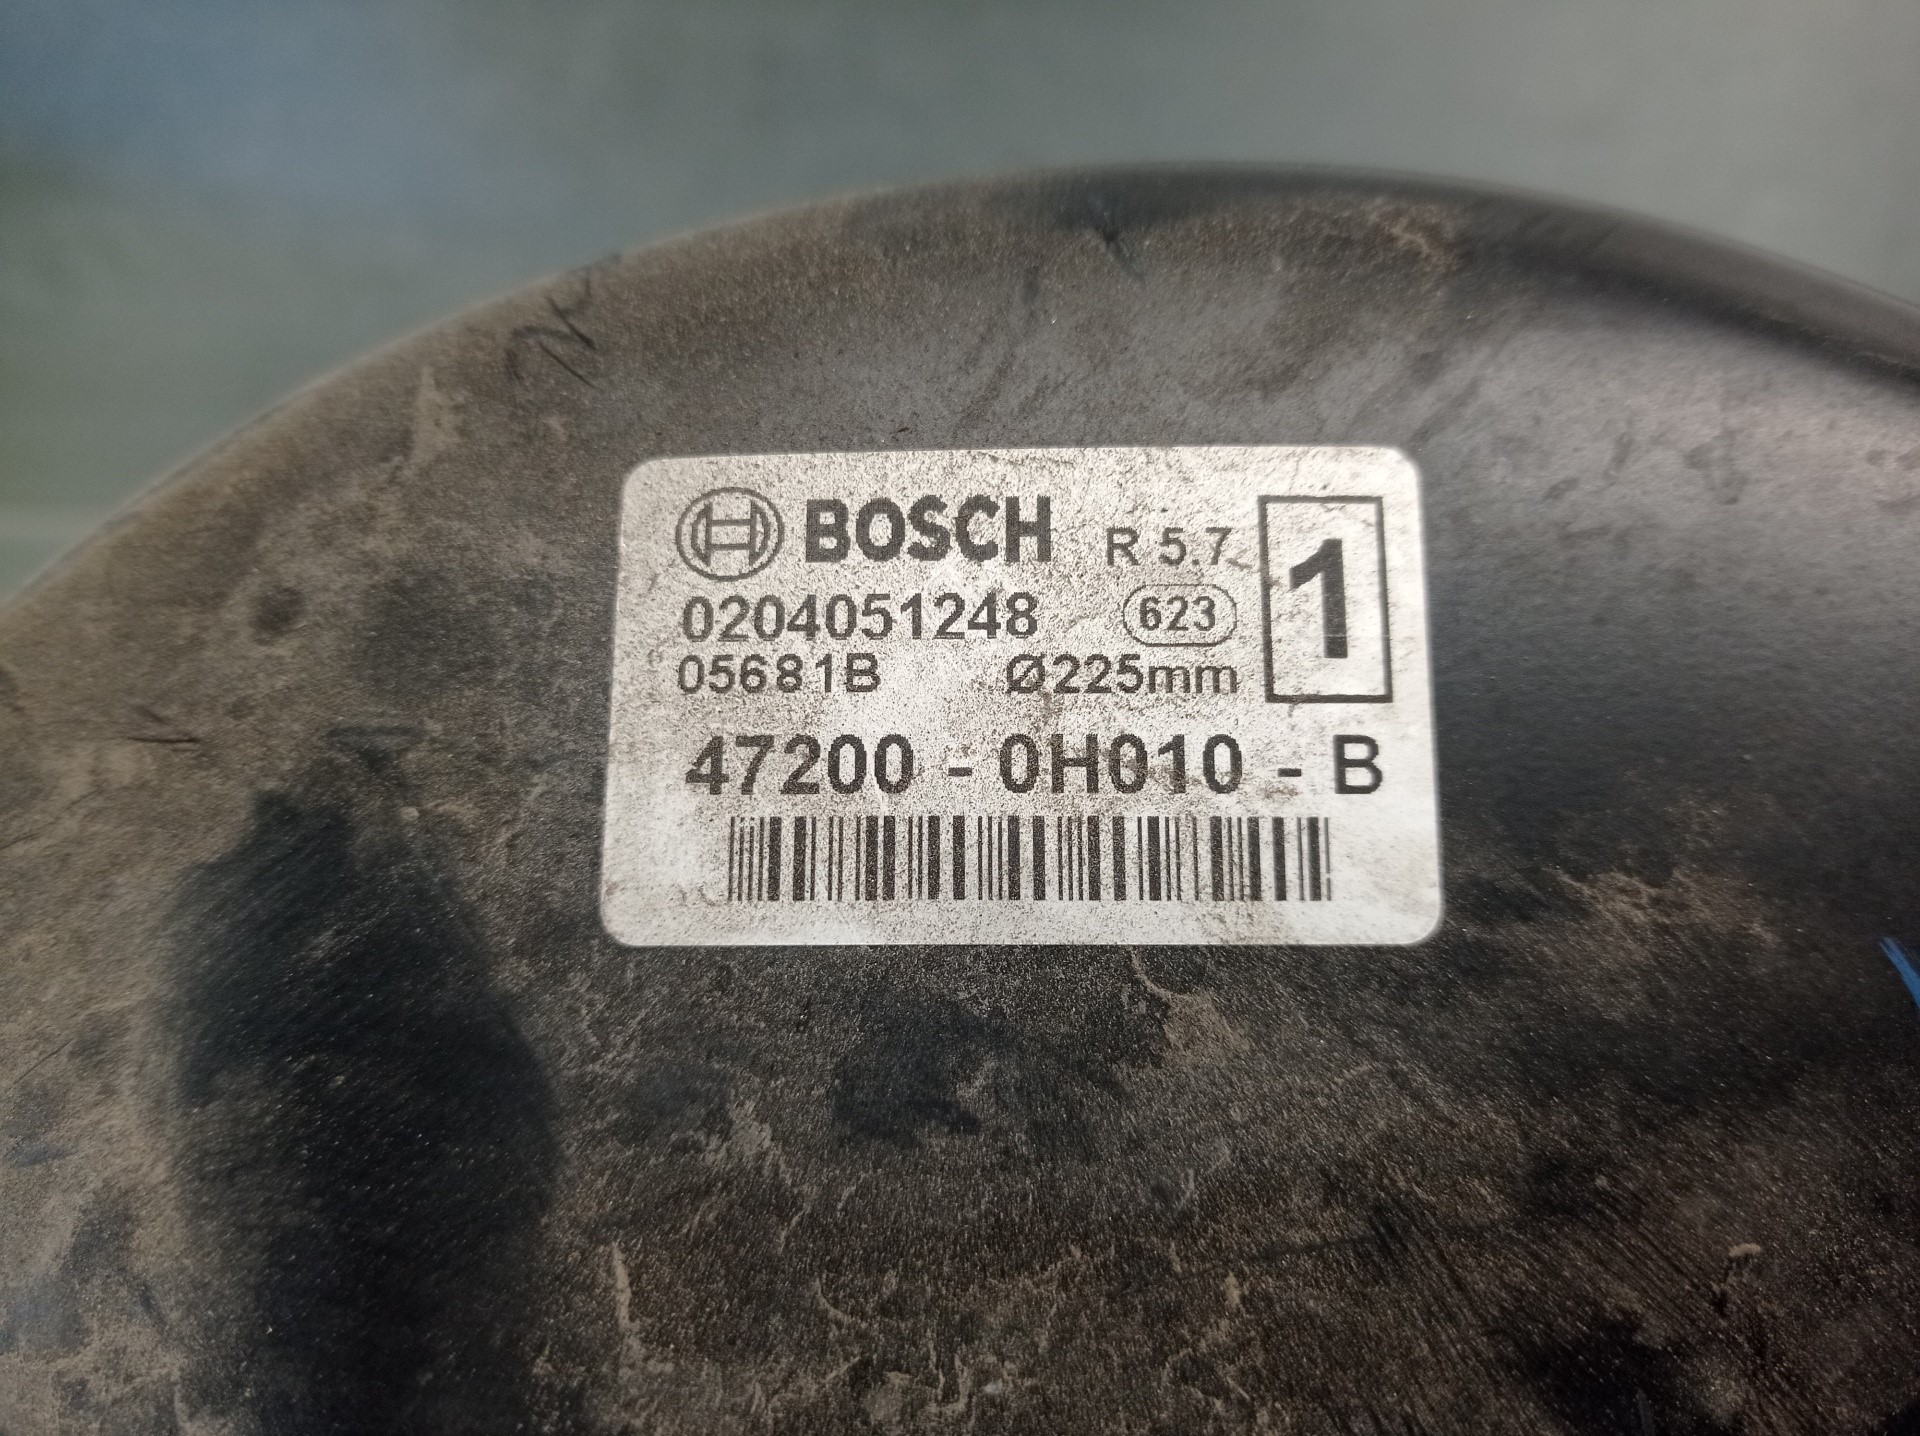 BOSCH R 5.7 1
0204051248 623
05681B Ø225mm
47200 - 0H010 - B